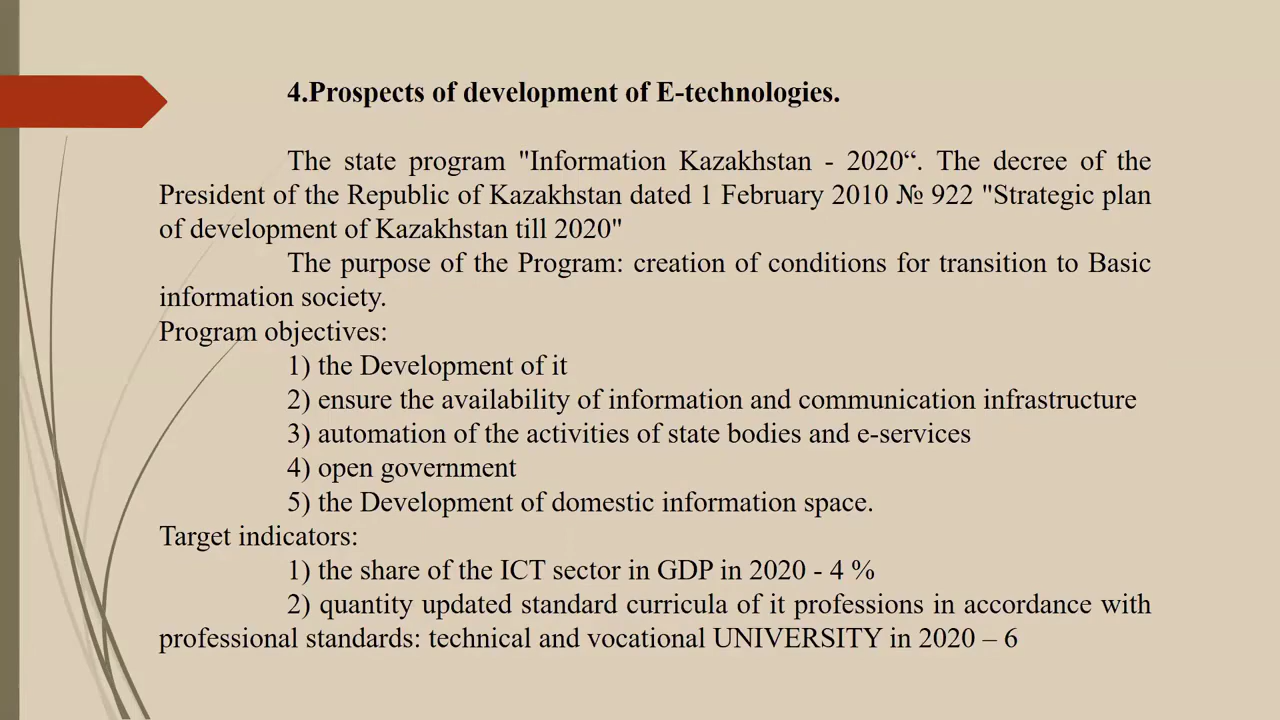 4.Prospects of development of E-technologies.
The state program "Information Kazakhstan - 2020“. The decree of the
President of the Republic of Kazakhstan dated 1 February 2010 № 922 "Strategic plan
of development of Kazakhstan till 2020"
The purpose of the Program: creation of conditions for transition to Basic
information society.
Program objectives:
1) the Development of it
2) ensure the availability of information and communication infrastructure
3) automation of the activities of state bodies and e-services
4) open government
5) the Development of domestic information space.
Target indicators:
1) the share of the ICT sector in GDP in 2020 - 4 %
2) quantity updated standard curricula of it professions in accordance with
professional standards: technical and vocational UNIVERSITY in 2020 – 6